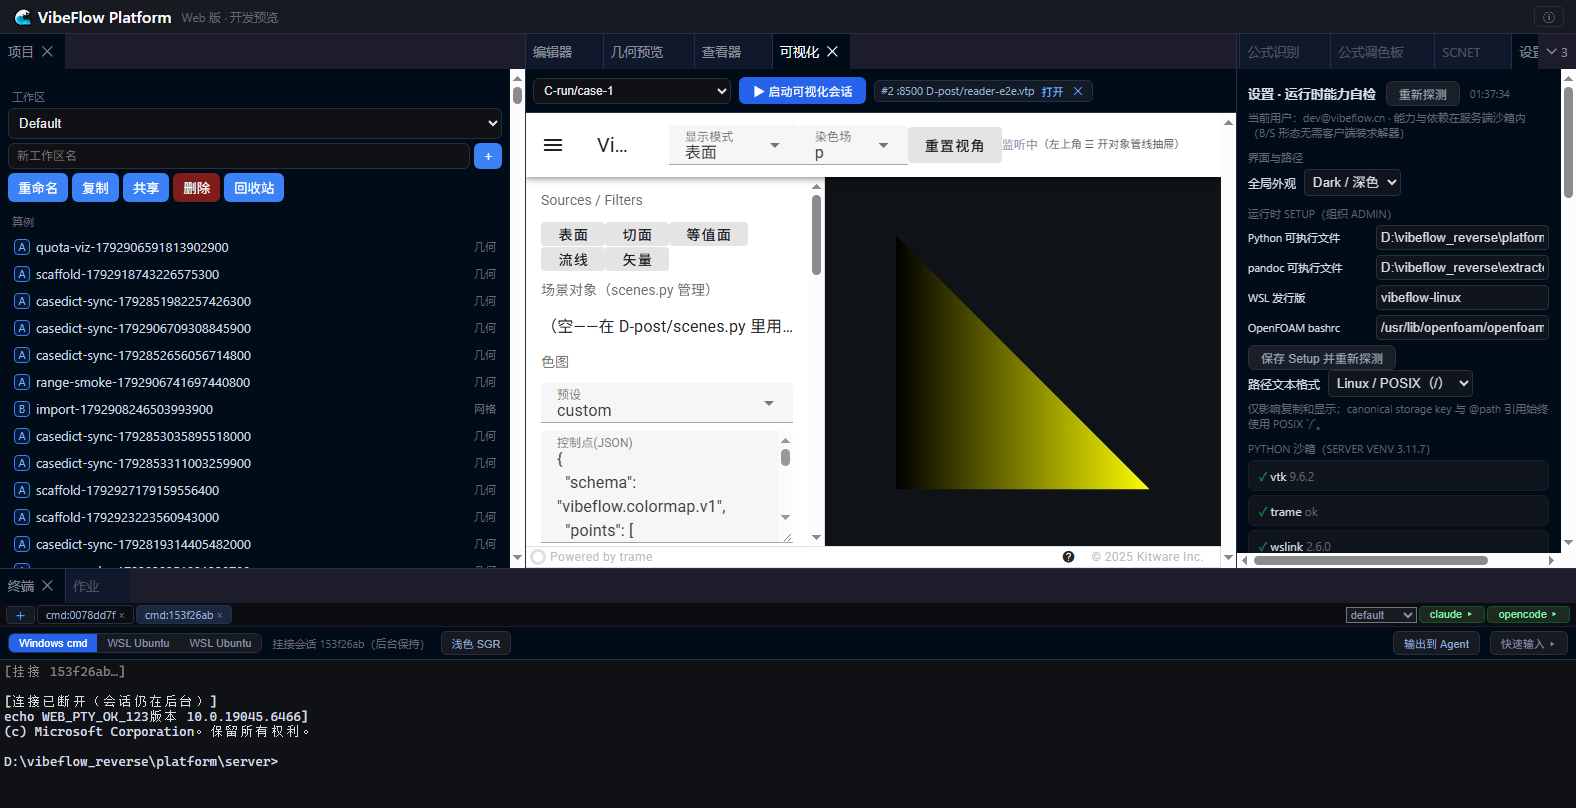 VibeFlow Platform Web 版 · 开发预览
项目
工作区
Default
新工作区名
+
重命名 复制 共享 删除 回收站
算例
A quota-viz-1792906591813902900 几何
A scaffold-1792918743226575300 几何
A casedict-sync-1792851982257426300 几何
A casedict-sync-1792906709308845900 几何
A casedict-sync-1792852656056714800 几何
A range-smoke-1792906741697440800 几何
B import-1792908246503993900 网格
A casedict-sync-1792853035895518000 几何
A casedict-sync-1792853311003259900 几何
A scaffold-1792927179159556400 几何
A scaffold-1792923223560943000 几何
A casedict-sync-1792819314405482000 几何
编辑器 几何预览 查看器 可视化
C-run/case-1
▶ 启动可视化会话
#2 :8500 D-post/reader-e2e.vtp 打开
Vi...
显示模式
表面
染色场
p
重置视角
监听中（左上角 ☰ 开对象管线抽屉）
Sources / Filters
表面 切面 等值面
流线 矢量
场景对象（scenes.py 管理）
（空——在 D-post/scenes.py 里用...
色图
预设
custom
控制点(JSON)
{
"schema":
"vibeflow.colormap.v1",
"points": [
Powered by trame
© 2025 Kitware Inc.
公式识别 公式调色板 SCNET 设置 3
设置 · 运行时能力自检 重新探测 01:37:34
当前用户：dev@vibeflow.cn · 能力与依赖在服务端沙箱内
（B/S 形态无需客户端装求解器）
界面与路径
全局外观 Dark / 深色
运行时 SETUP（组织 ADMIN）
Python 可执行文件 D:\vibeflow_reverse\platforn
pandoc 可执行文件 D:\vibeflow_reverse\extracte
WSL 发行版 vibeflow-linux
OpenFOAM bashrc /usr/lib/openfoam/openfoam
保存 Setup 并重新探测
路径文本格式 Linux / POSIX（/）
仅影响复制和显示；canonical storage key 与 @path 引用始终
使用 POSIX `/`。
PYTHON 沙箱（SERVER VENV 3.11.7）
✓ vtk 9.6.2
✓ trame ok
✓ wslink 2.6.0
终端 作业
+ cmd:0078dd7f × cmd:153f26ab ×
default claude ▸ opencode ▸
Windows cmd WSL Ubuntu WSL Ubuntu 挂接会话 153f26ab（后台保持） 浅色 SGR
输出到 Agent 快速输入 ▸
[挂接 153f26ab…]
[连接已断开（会话仍在后台）]
echo WEB_PTY_OK_123版本 10.0.19045.6466]
(c) Microsoft Corporation。保留所有权利。
D:\vibeflow_reverse\platform\server>